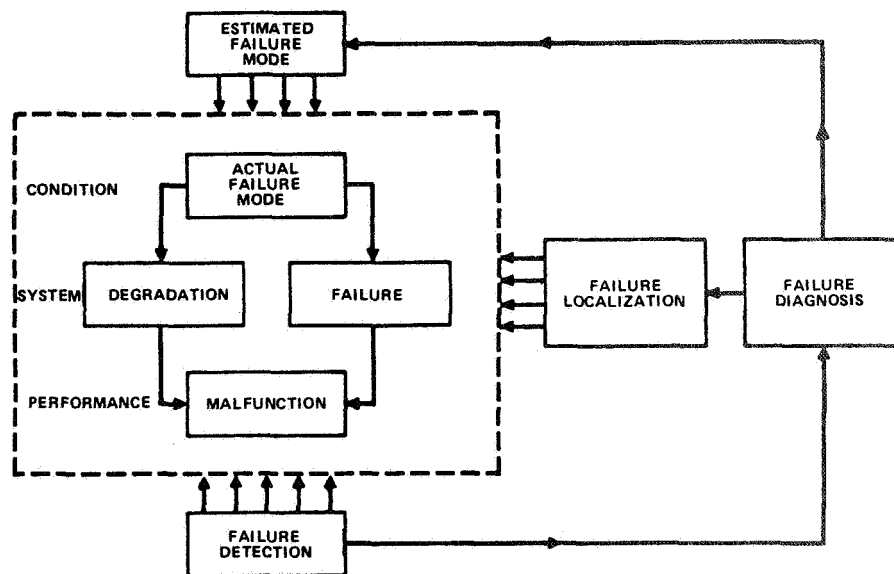 ESTIMATED
FAILURE
MODE
CONDITION
ACTUAL
FAILURE
MODE
SYSTEM
DEGRADATION
FAILURE
FAILURE
LOCALIZATION
FAILURE
DIAGNOSIS
PERFORMANCE
MALFUNCTION
FAILURE
DETECTION